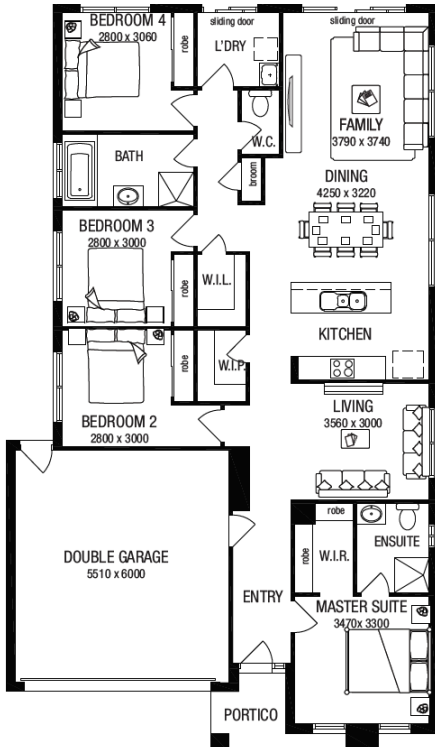 BEDROOM 4
2800 x 3060
robe
sliding door
L'DRY
sliding door
W.C.
FAMILY
3790 x 3740
BATH
broom
DINING
4250 x 3220
BEDROOM 3
2800 x 3000
robe
W.I.L.
KITCHEN
robe
W.I.P.
BEDROOM 2
2800 x 3000
LIVING
3560 x 3000
robe
robe
W.I.R.
ENSUITE
DOUBLE GARAGE
5510 x 6000
ENTRY
MASTER SUITE
3470x 3300
PORTICO